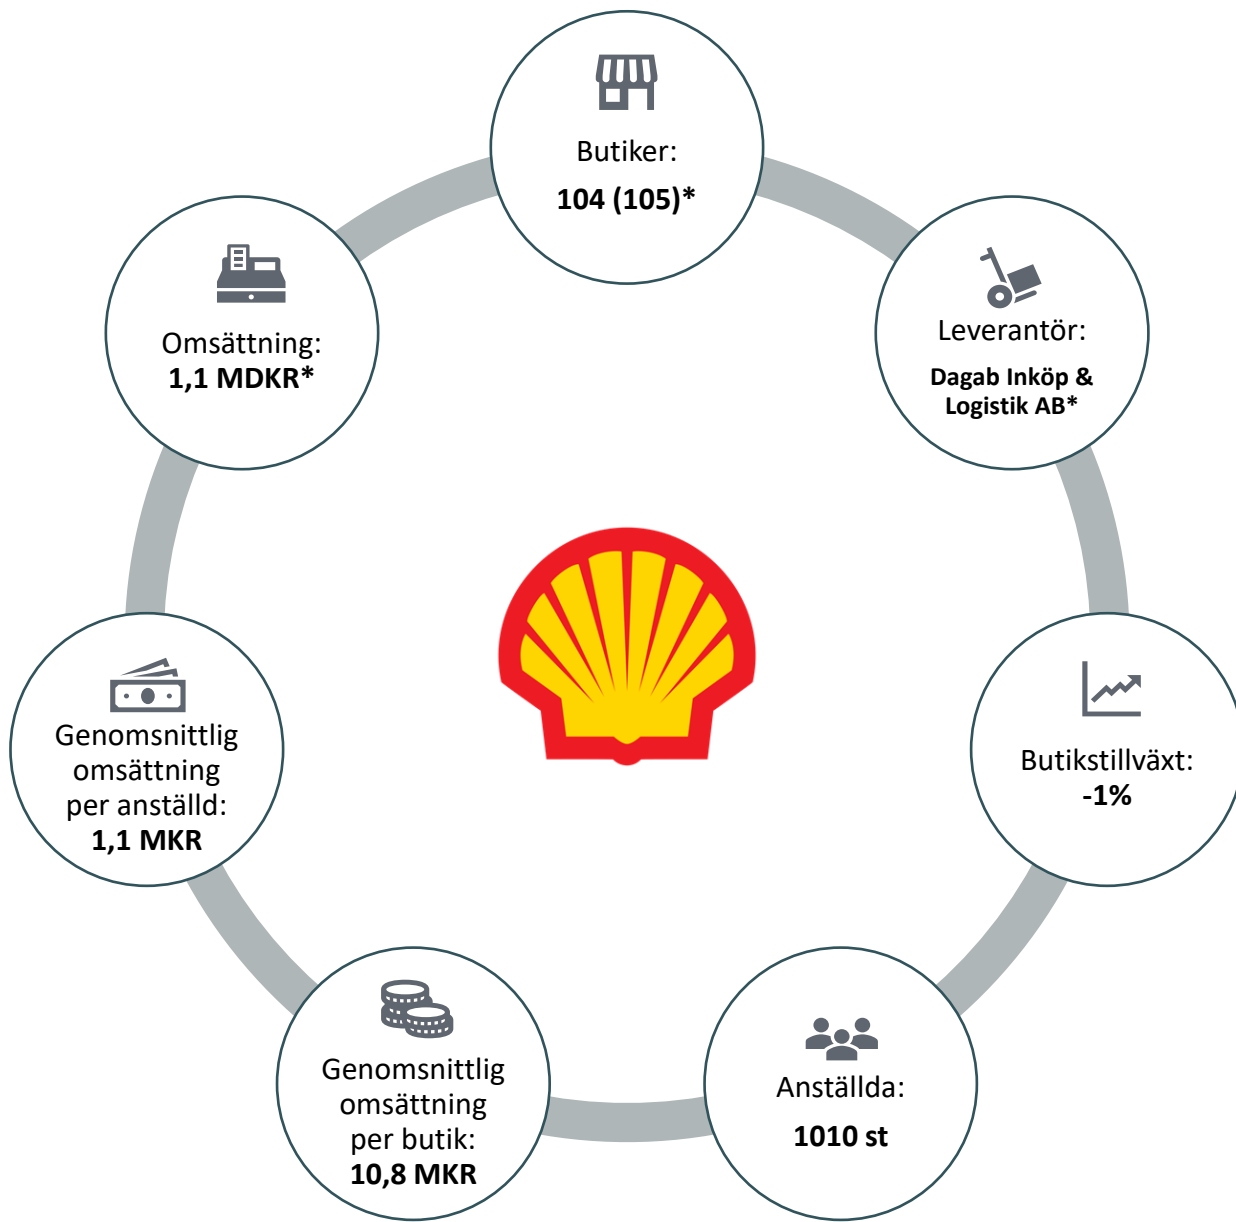 Butiker:
104 (105)*
Leverantör:
Dagab Inköp &
Logistik AB*
Butikstillväxt:
-1%
Anställda:
1010 st
Genomsnittlig
omsättning
per butik:
10,8 MKR
Genomsnittlig
omsättning
per anställd:
1,1 MKR
Omsättning:
1,1 MDKR*